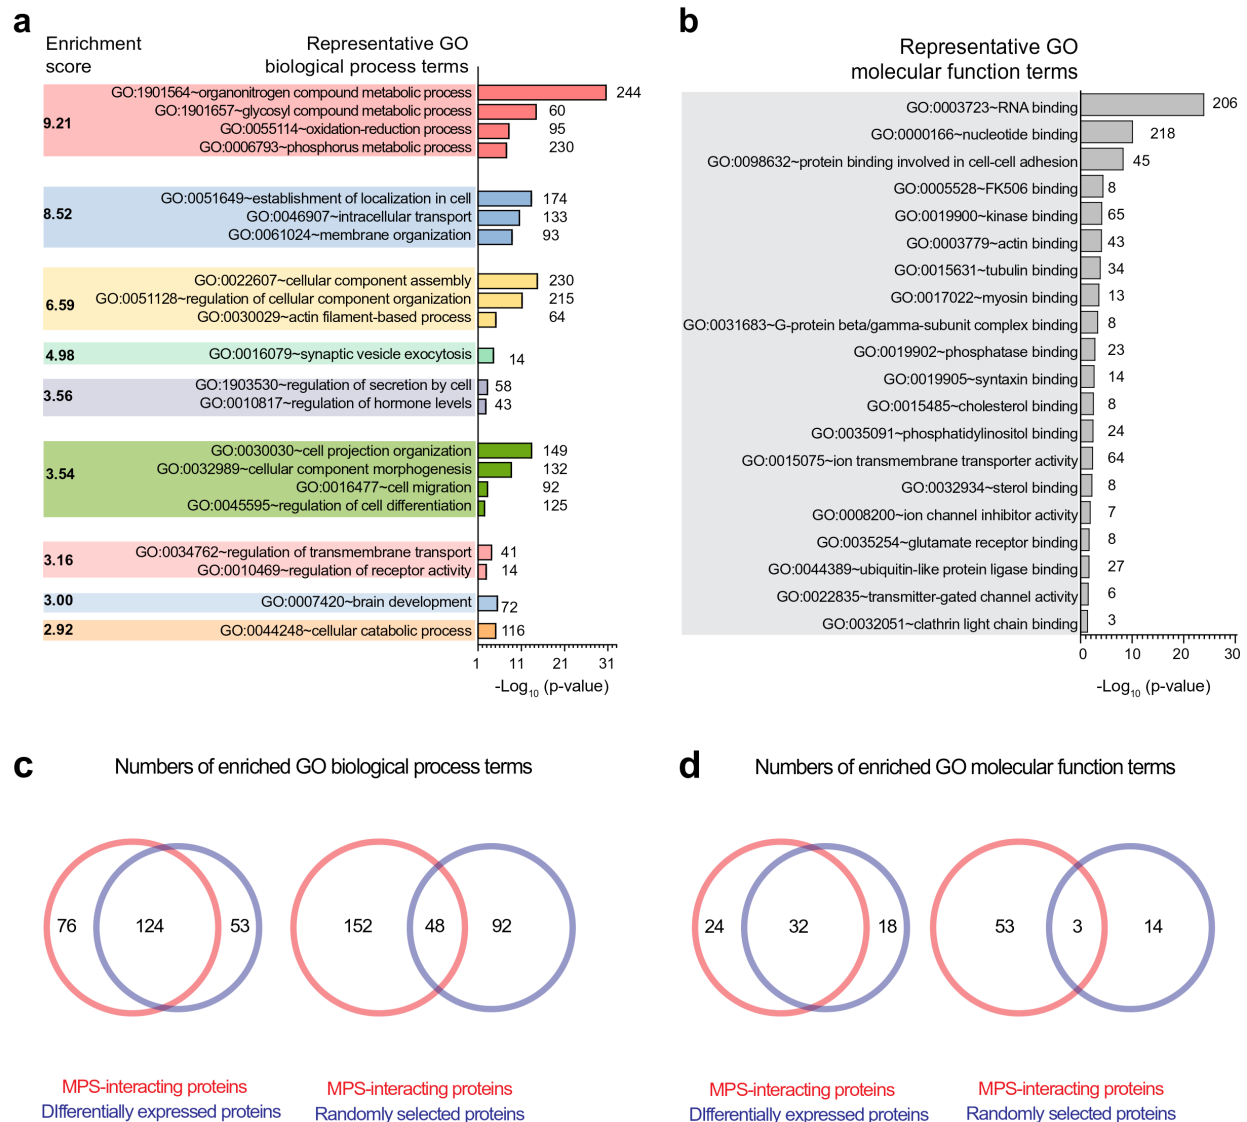 a
Enrichment
score
Representative GO
biological process terms
9.21
GO:1901564~organonitrogen compound metabolic process 244
GO:1901657~glycosyl compound metabolic process 60
GO:0055114~oxidation-reduction process 95
GO:0006793~phosphorus metabolic process 230
8.52
GO:0051649~establishment of localization in cell 174
GO:0046907~intracellular transport 133
GO:0061024~membrane organization 93
6.59
GO:0022607~cellular component assembly 230
GO:0051128~regulation of cellular component organization 215
GO:0030029~actin filament-based process 64
4.98 GO:0016079~synaptic vesicle exocytosis 14
3.56
GO:1903530~regulation of secretion by cell 58
GO:0010817~regulation of hormone levels 43
3.54
GO:0030030~cell projection organization 149
GO:0032989~cellular component morphogenesis 132
GO:0016477~cell migration 92
GO:0045595~regulation of cell differentiation 125
3.16
GO:0034762~regulation of transmembrane transport 41
GO:0010469~regulation of receptor activity 14
3.00 GO:0007420~brain development 72
2.92 GO:0044248~cellular catabolic process 116
1 11 21 31
-Log10 (p-value)
b
Representative GO
molecular function terms
GO:0003723~RNA binding 206
GO:0000166~nucleotide binding 218
GO:0098632~protein binding involved in cell-cell adhesion 45
GO:0005528~FK506 binding 8
GO:0019900~kinase binding 65
GO:0003779~actin binding 43
GO:0015631~tubulin binding 34
GO:0017022~myosin binding 13
GO:0031683~G-protein beta/gamma-subunit complex binding 8
GO:0019902~phosphatase binding 23
GO:0019905~syntaxin binding 14
GO:0015485~cholesterol binding 8
GO:0035091~phosphatidylinositol binding 24
GO:0015075~ion transmembrane transporter activity 64
GO:0032934~sterol binding 8
GO:0008200~ion channel inhibitor activity 7
GO:0035254~glutamate receptor binding 8
GO:0044389~ubiquitin-like protein ligase binding 27
GO:0022835~transmitter-gated channel activity 6
GO:0032051~clathrin light chain binding 3
0 10 20 30
-Log10 (p-value)
c
Numbers of enriched GO biological process terms
76 124 53
152 48 92
MPS-interacting proteins
DIfferentially expressed proteins
MPS-interacting proteins
Randomly selected proteins
d
Numbers of enriched GO molecular function terms
24 32 18
53 3 14
MPS-interacting proteins
DIfferentially expressed proteins
MPS-interacting proteins
Randomly selected proteins